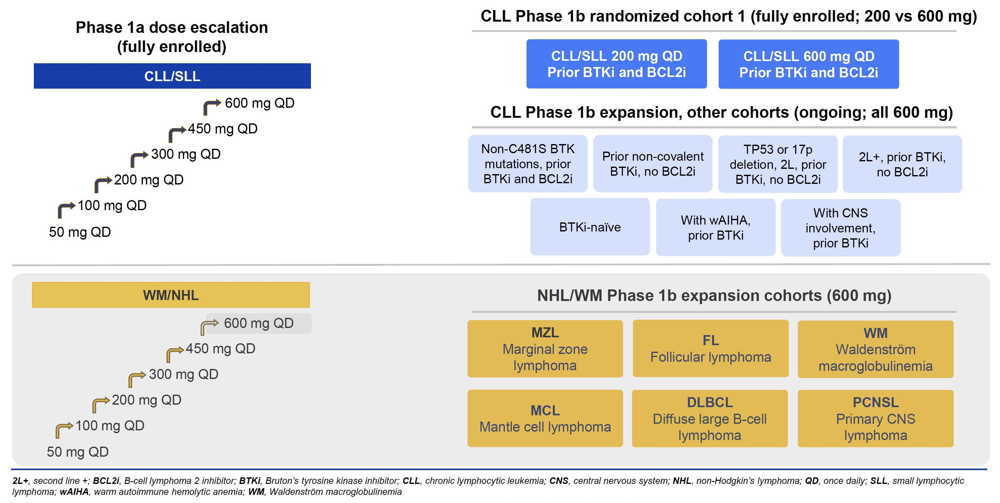 Phase 1a dose escalation
(fully enrolled)
CLL/SLL
600 mg QD
450 mg QD
300 mg QD
200 mg QD
100 mg QD
50 mg QD
CLL Phase 1b randomized cohort 1 (fully enrolled; 200 vs 600 mg)
CLL/SLL 200 mg QD
Prior BTKi and BCL2i
CLL/SLL 600 mg QD
Prior BTKi and BCL2i
CLL Phase 1b expansion, other cohorts (ongoing; all 600 mg)
Non-C481S BTK
mutations, prior
BTKi and BCL2i
Prior non-covalent
BTKi, no BCL2i
TP53 or 17p
deletion, 2L, prior
BTKi, no BCL2i
2L+, prior BTKi,
no BCL2i
BTKi-naïve
With wAIHA,
prior BTKi
With CNS
involvement,
prior BTKi
WM/NHL
600 mg QD
450 mg QD
300 mg QD
200 mg QD
100 mg QD
50 mg QD
NHL/WM Phase 1b expansion cohorts (600 mg)
MZL
Marginal zone
lymphoma
FL
Follicular lymphoma
WM
Waldenström
macroglobulinemia
MCL
Mantle cell lymphoma
DLBCL
Diffuse large B-cell
lymphoma
PCNSL
Primary CNS
lymphoma
2L+, second line +; BCL2i, B-cell lymphoma 2 inhibitor; BTKi, Bruton's tyrosine kinase inhibitor; CLL, chronic lymphocytic leukemia; CNS, central nervous system; NHL, non-Hodgkin's lymphoma; QD, once daily; SLL, small lymphocytic
lymphoma; wAIHA, warm autoimmune hemolytic anemia; WM, Waldenström macroglobulinemia